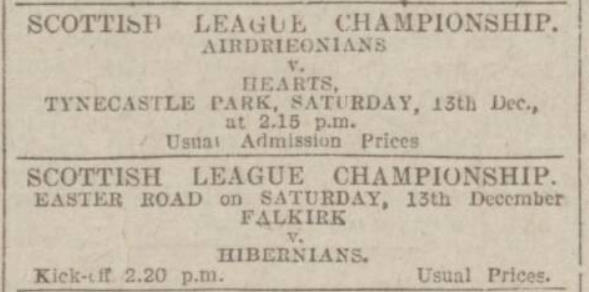 SCOTTISH LEAGUE CHAMPIONSHIP.
AIRDRIEONIANS
v.
HEARTS,
TYNECASTLE PARK, SATURDAY, 13th Dec.,
at 2.15 p.m.
Usual Admission Prices
SCOTTISH LEAGUE CHAMPIONSHIP.
EASTER ROAD on SATURDAY, 13th December
FALKIRK
v.
HIBERNIANS.
Kick-off 2.20 p.m. Usual Prices.